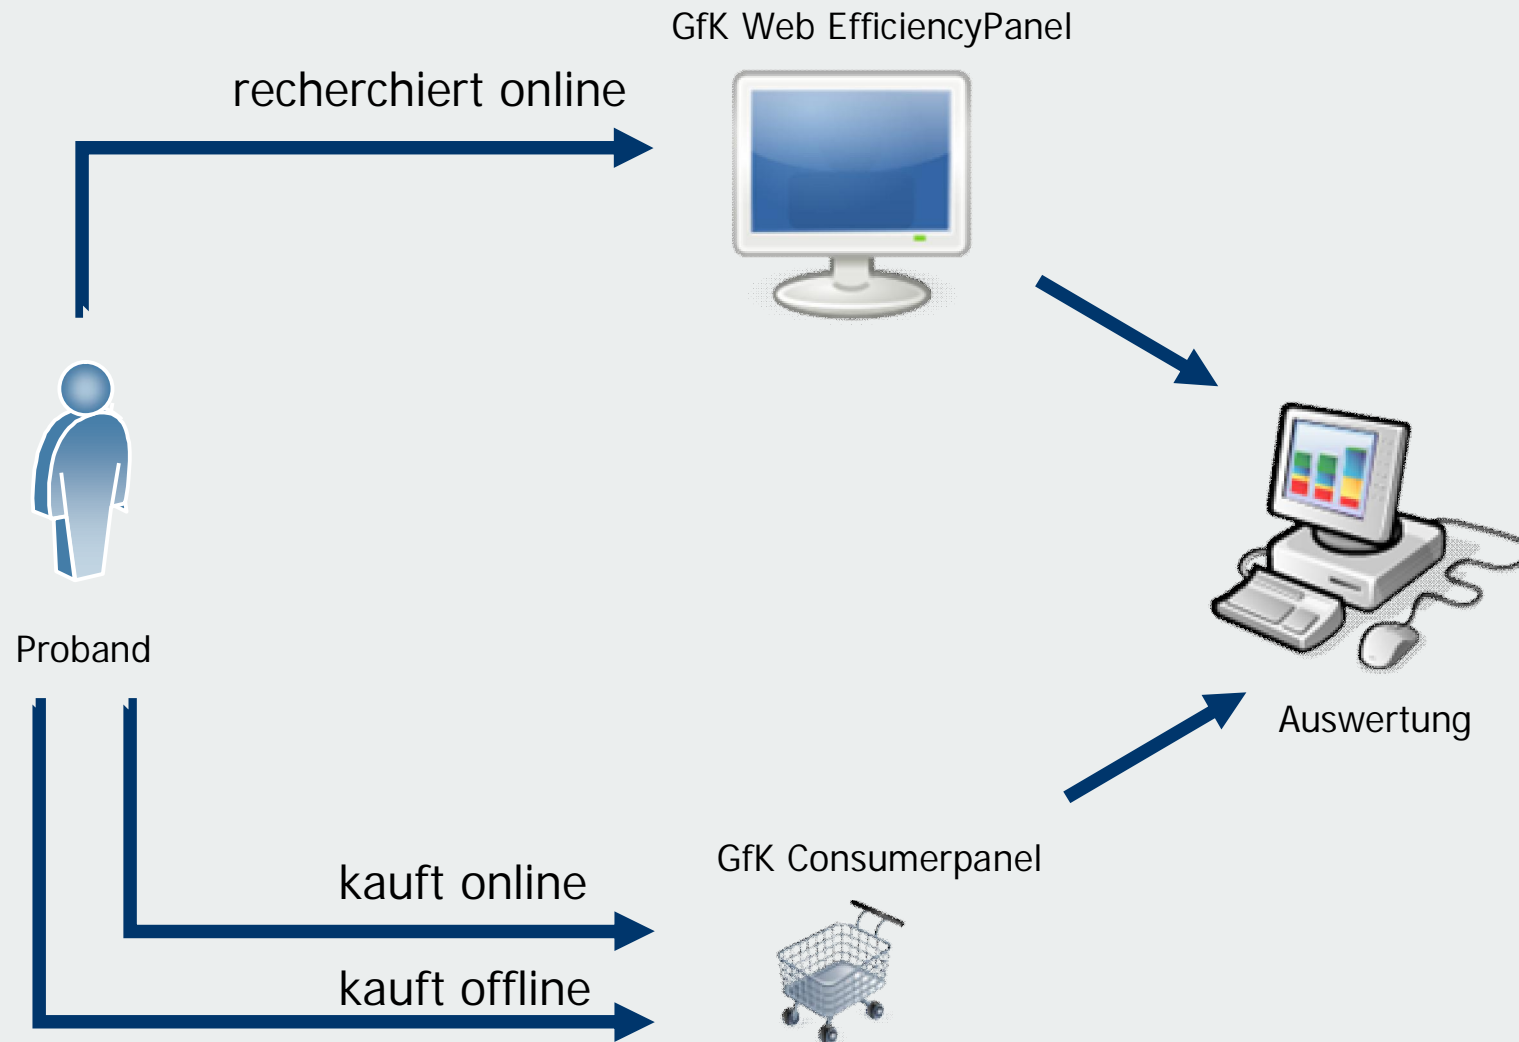 GfK Web EfficiencyPanel
recherchiert online
Proband
Auswertung
GfK Consumerpanel
kauft online
kauft offline